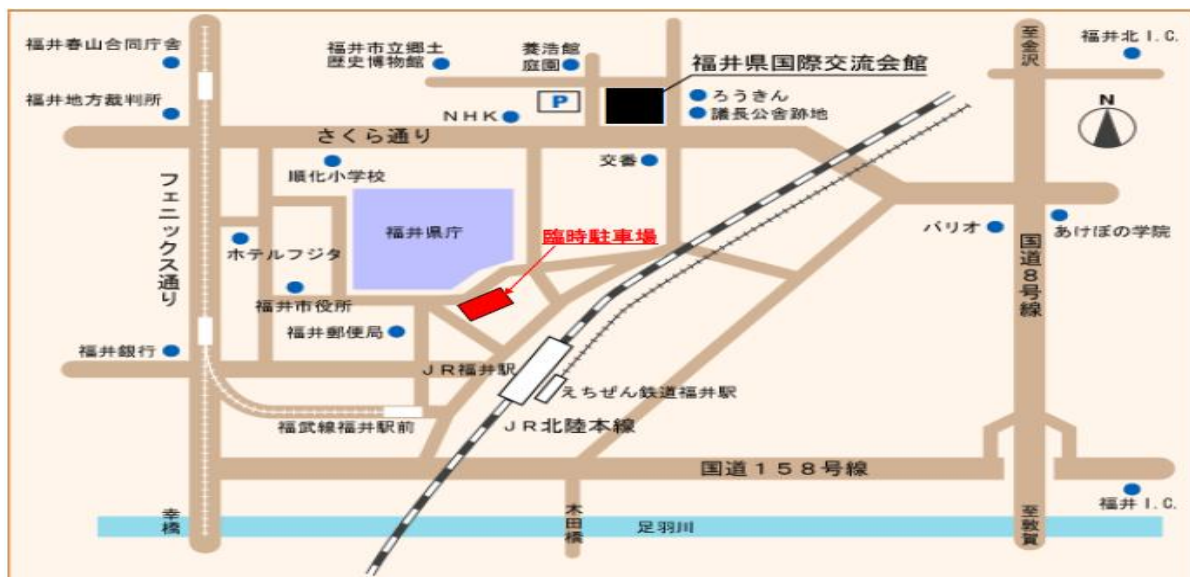 福井春山合同庁舎
福井市立郷土
歴史博物館
養浩館
庭園
福井県国際交流会館
至金沢
福井北I.C.
福井地方裁判所
P
ろうきん
議長公舎跡地
NHK
N
さくら通り
順化小学校
交番
フェニックス通り
福井県庁
臨時駐車場
バリオ
あけぼの学院
ホテルフジタ
国道8号線
福井市役所
福井郵便局
福井銀行
JR福井駅
えちぜん鉄道福井駅
福武線福井駅前
JR北陸本線
国道158号線
福井I.C.
幸橋
木田橋
足羽川
至敦賀